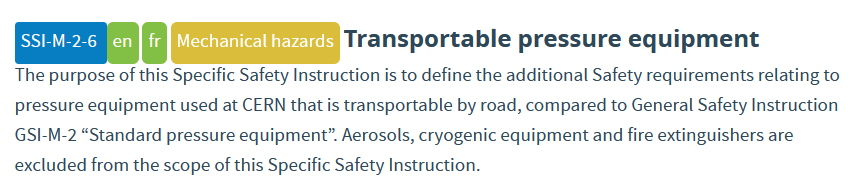 SSI-M-2-6 en fr Mechanical hazards Transportable pressure equipment
The purpose of this Specific Safety Instruction is to define the additional Safety requirements relating to
pressure equipment used at CERN that is transportable by road, compared to General Safety Instruction
GSI-M-2 “Standard pressure equipment”. Aerosols, cryogenic equipment and fire extinguishers are
excluded from the scope of this Specific Safety Instruction.